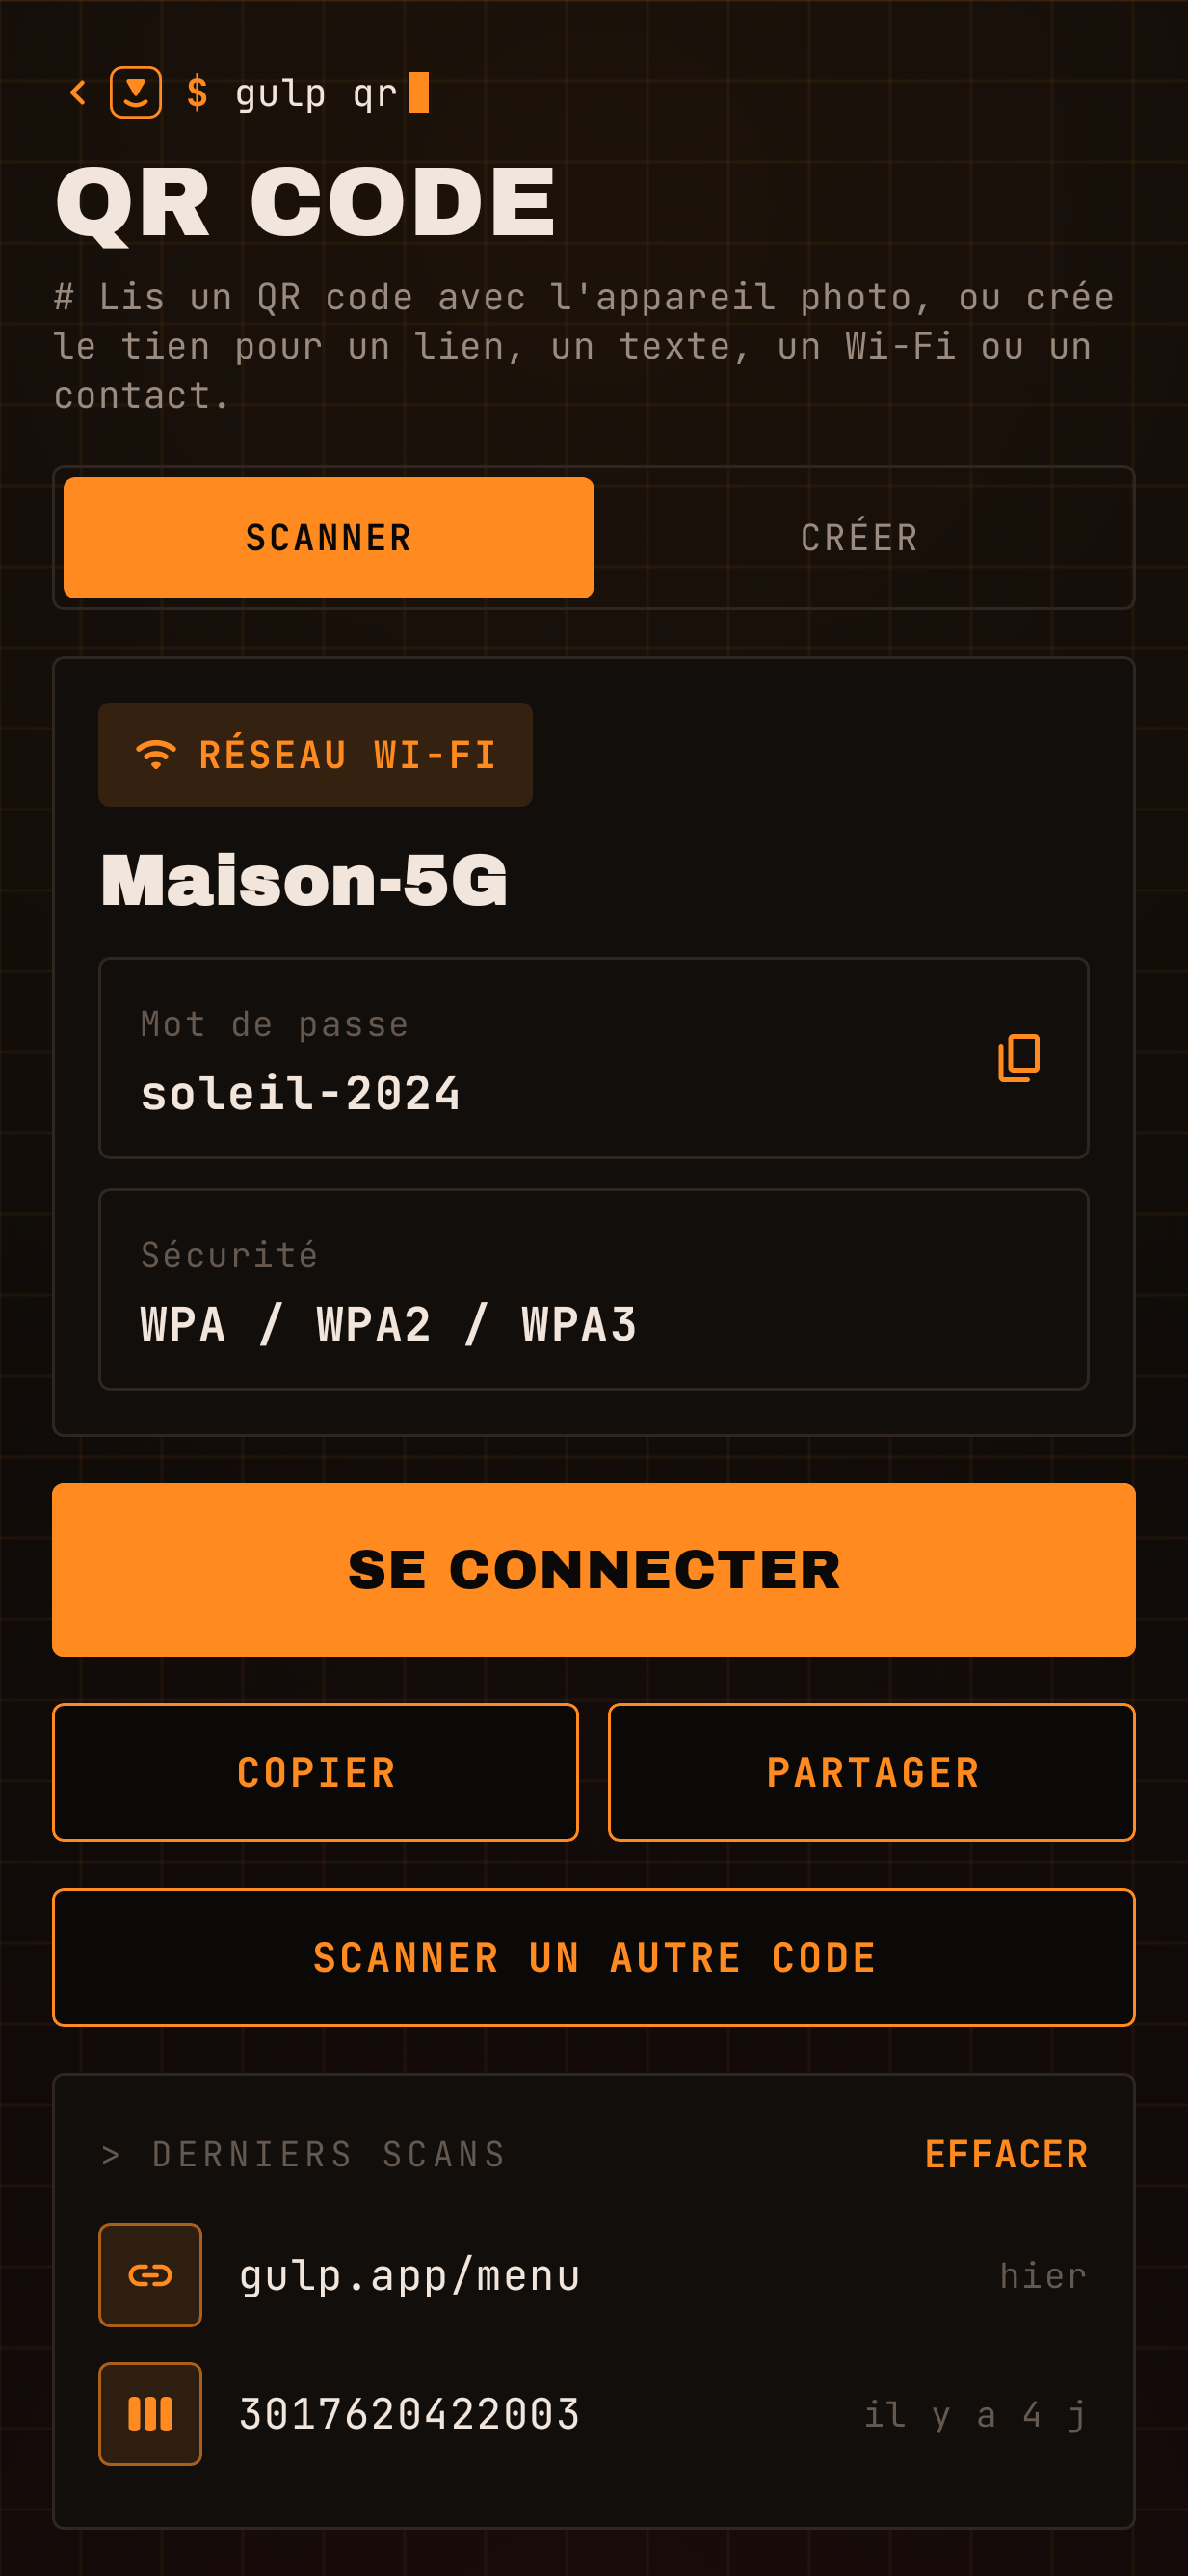 $ gulp qr
QR CODE
# Lis un QR code avec l'appareil photo, ou crée
le tien pour un lien, un texte, un Wi-Fi ou un
contact.
SCANNER
CRÉER
RÉSEAU WI-FI
Maison-5G
Mot de passe
soleil-2024
Sécurité
WPA / WPA2 / WPA3
SE CONNECTER
COPIER
PARTAGER
SCANNER UN AUTRE CODE
> DERNIERS SCANS
EFFACER
gulp.app/menu
hier
3017620422003
il y a 4 j